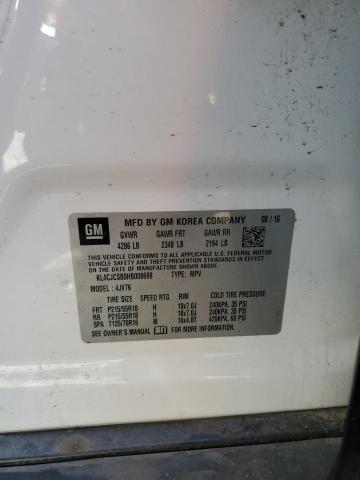 GM
MFD BY GM KOREA COMPANY 08 / 16
GVWR GAWR FRT GAWR RR
4286 LB 2348 LB 2194 LB
THIS VEHICLE CONFORMS TO ALL APPLICABLE
U.S. FEDERAL MOTOR VEHICLE SAFETY, BUMPER, AND
THEFT PREVENTION STANDARDS IN EFFECT ON THE DATE OF
MANUFACTURE SHOWN ABOVE.
TYPE: MPV
MODEL : 4JV76
COLD TIRE PRESSURE
TIRE SIZE SPEED RTG RIM
FRT P215/55R18 H 18x7.0J 240KPA, 35 PSI
RR P215/55R18 H 18x7.0J 240KPA, 35 PSI
SPA T125/70R16 M 16x4.0T 420KPA, 60 PSI
SEE OWNER'S MANUAL